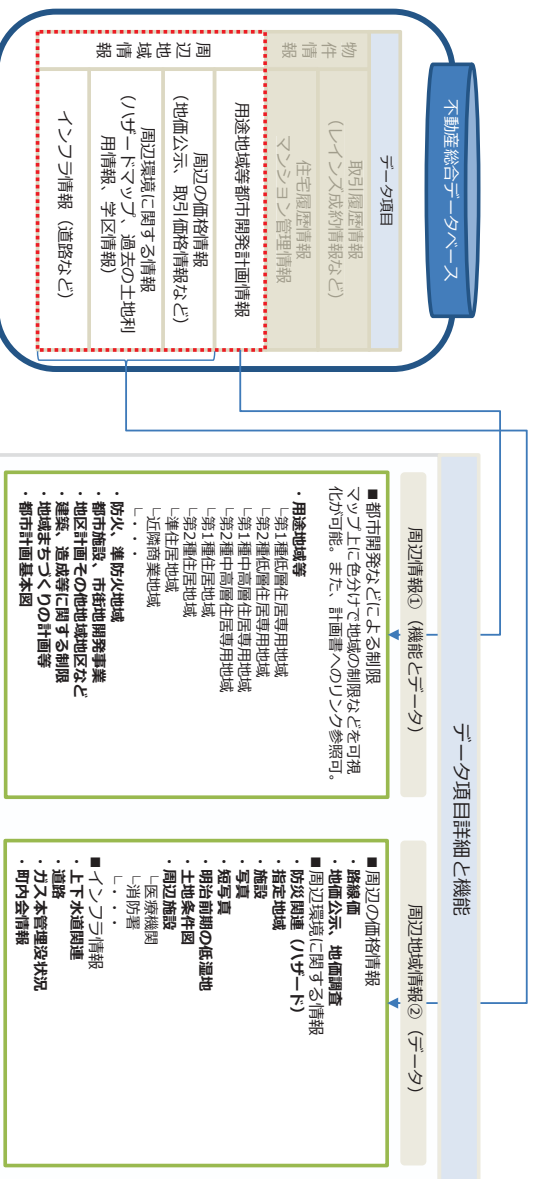 不動産総合データベース
データ項目
物件情報
取引履歴情報
(レインズ成約情報など)
住宅履歴情報
マンション管理情報
周辺地域情報
用途地域等都市開発計画情報
周辺の価格情報
(地価公示、取引価格情報など)
周辺環境に関する情報
(ハザードマップ、過去の土地利
用情報、学区情報)
インフラ情報(道路など)
データ項目詳細と機能
周辺情報①(機能とデータ)
■都市開発などによる制限
マップ上に色分けで地域の制限などを可視
化が可能。また、計画書へのリンク参照可。
・用途地域等
└第1種低層住居専用地域
└第2種低層住居専用地域
└第1種中高層住居専用地域
└第2種中高層住居専用地域
└第1種住居地域
└第2種住居地域
└準住居地域
└近隣商業地域
└・・・
・防火、準防火地域
・都市施設、市街地開発事業
・地区計画その他地域地区など
・建築、造成等に関する制限
・地域まちづくりの計画等
・都市計画基本図
周辺地域情報②(データ)
■周辺の価格情報
・路線価
・地価公示、地価調査
■周辺環境に関する情報
・防災関連(ハザード)
・指定地域
・施設
・写真
・短写真
・明治前期の低湿地
・土地条件図
・周辺施設
└医療機関
└消防署
└・・・
■インフラ情報
・上下水道関連
・道路
・ガス本管埋没状況
・町内会情報